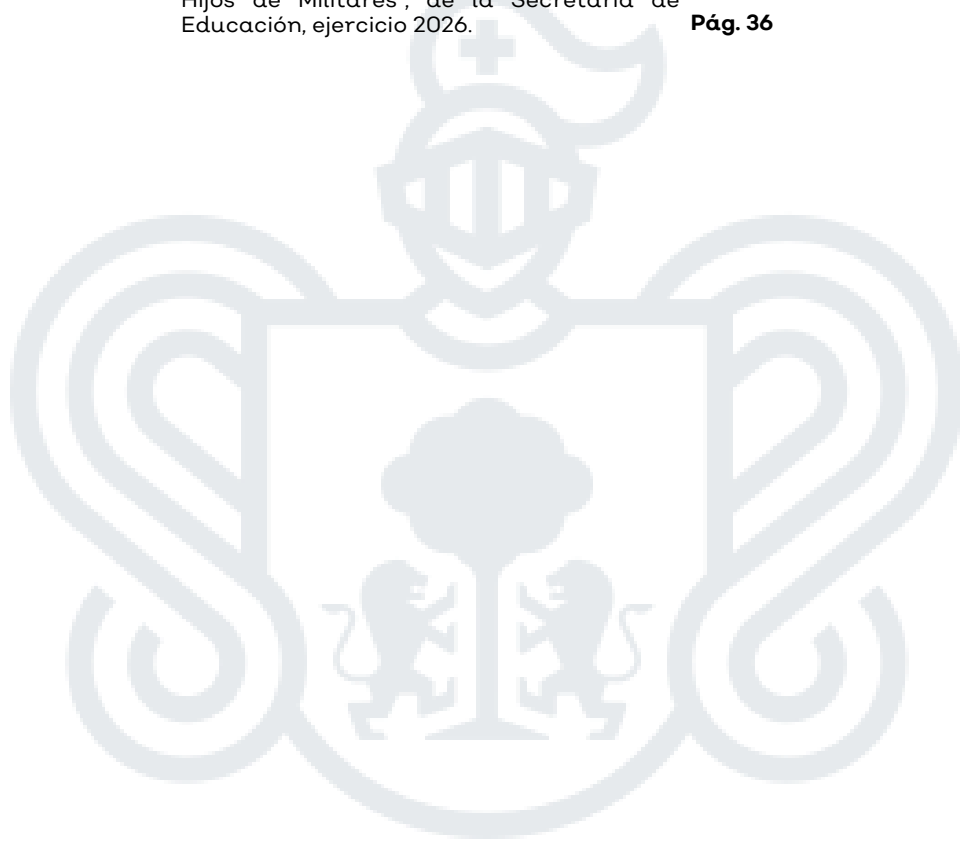 Hijos de Militares", de la Secretaría de
Educación, ejercicio 2026. Pág. 36